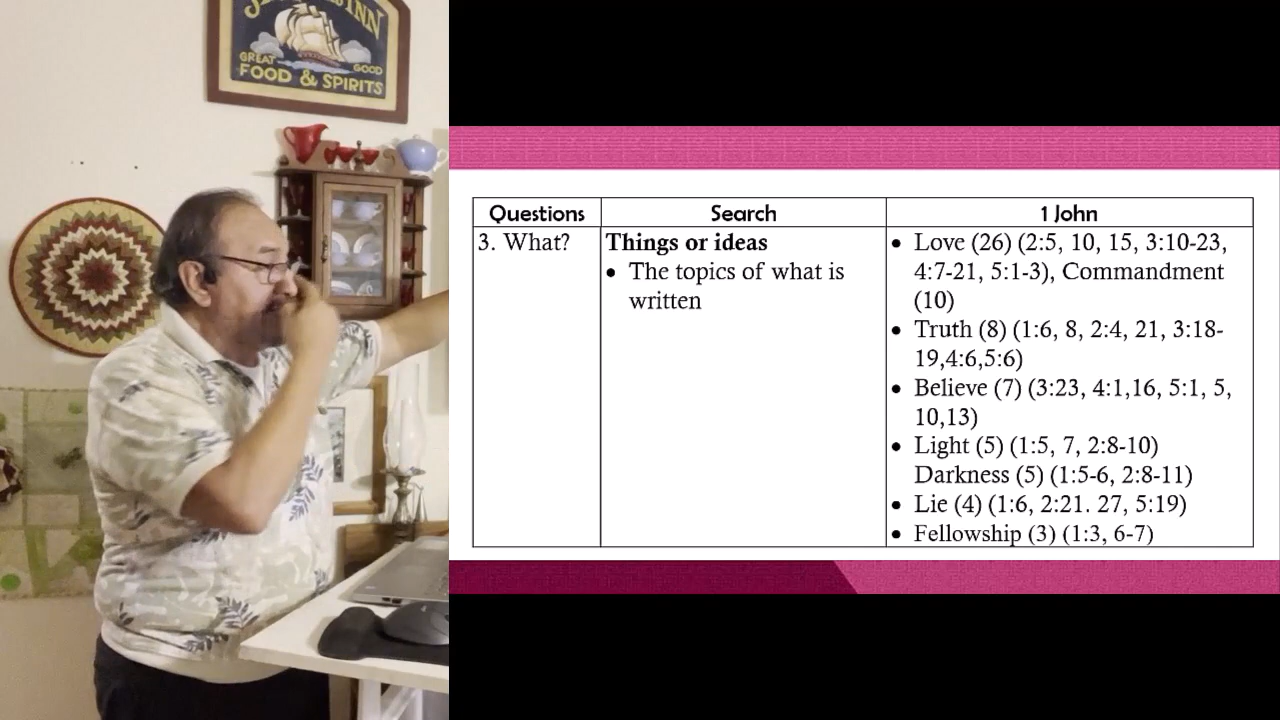 INN
GREAT GOOD
FOOD & SPIRITS
Questions Search 1 John
3. What?
Things or ideas
• The topics of what is
written
• Love (26) (2:5, 10, 15, 3:10-23,
4:7-21, 5:1-3), Commandment
(10)
• Truth (8) (1:6, 8, 2:4, 21, 3:18-
19,4:6,5:6)
• Believe (7) (3:23, 4:1,16, 5:1, 5,
10,13)
• Light (5) (1:5, 7, 2:8-10)
Darkness (5) (1:5-6, 2:8-11)
• Lie (4) (1:6, 2:21. 27, 5:19)
• Fellowship (3) (1:3, 6-7)